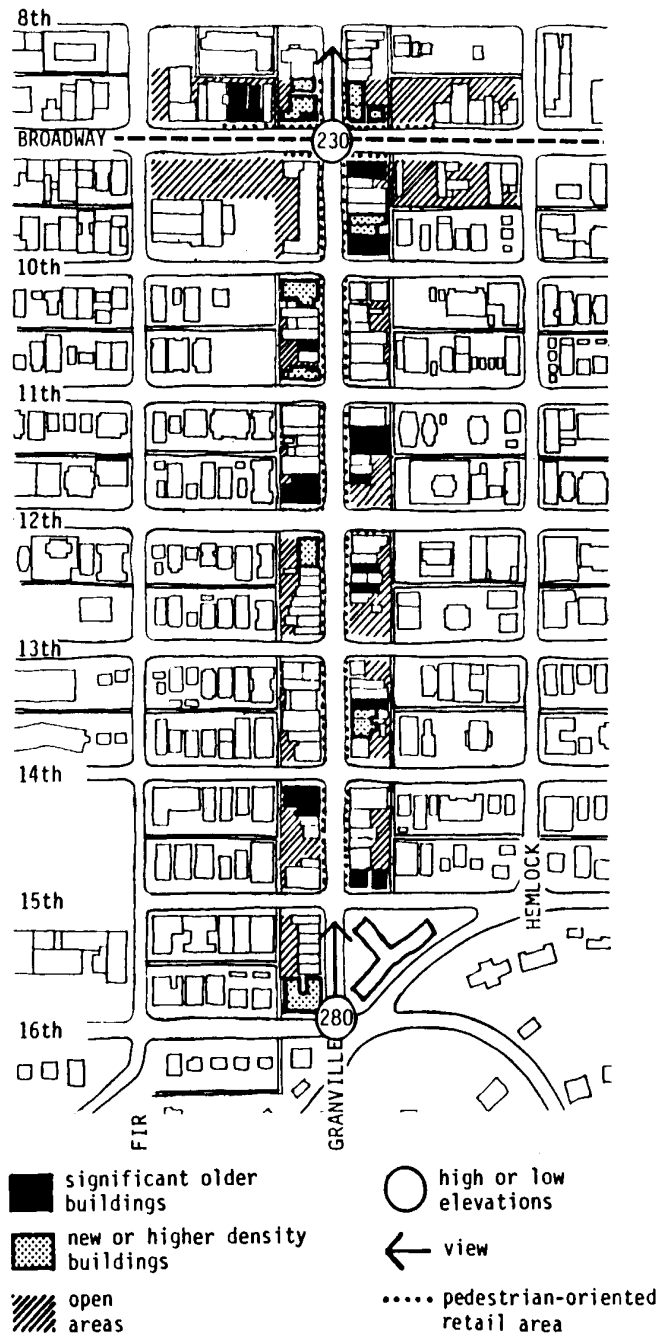 8th
BROADWAY
230
10th
11th
12th
13th
14th
HEMLOCK
15th
280
16th
GRANVILLE
FIR
significant older
buildings
high or low
elevations
new or higher density
buildings
view
open
areas
pedestrian-oriented
retail area